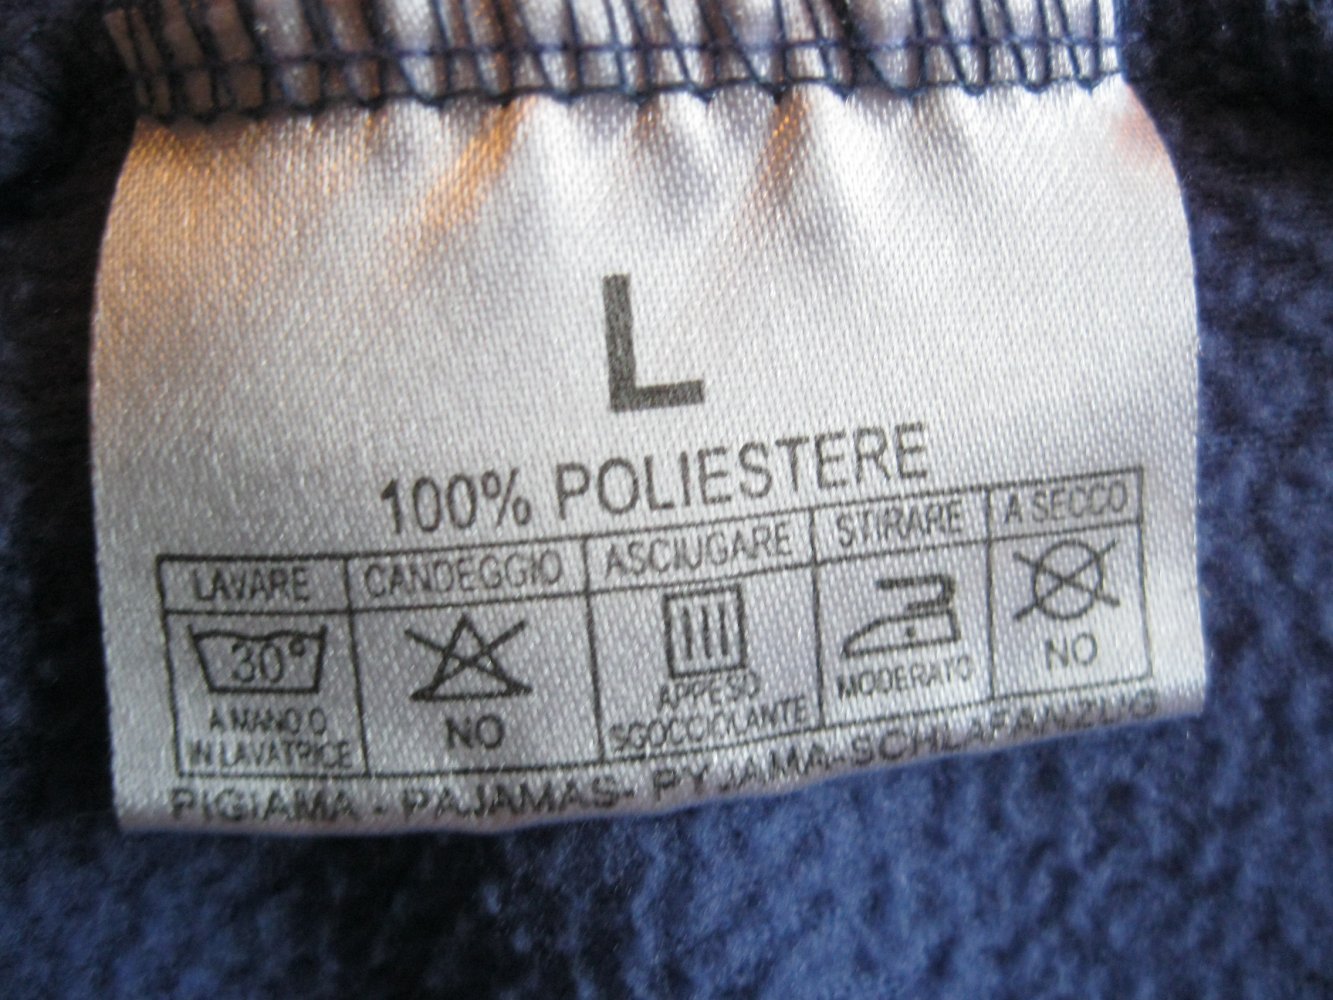 L
100% POLIESTERE
LAVARE CANDEGGIO ASCIUGARE STIRARE A SECCO
30°
A MANO O
IN LAVATRICE
NO
APPESO
SGOCCIOLANTE
MODERATO
NO
PIGIAMA - PAJAMAS- PYJAMA-SCHLAFANZUG